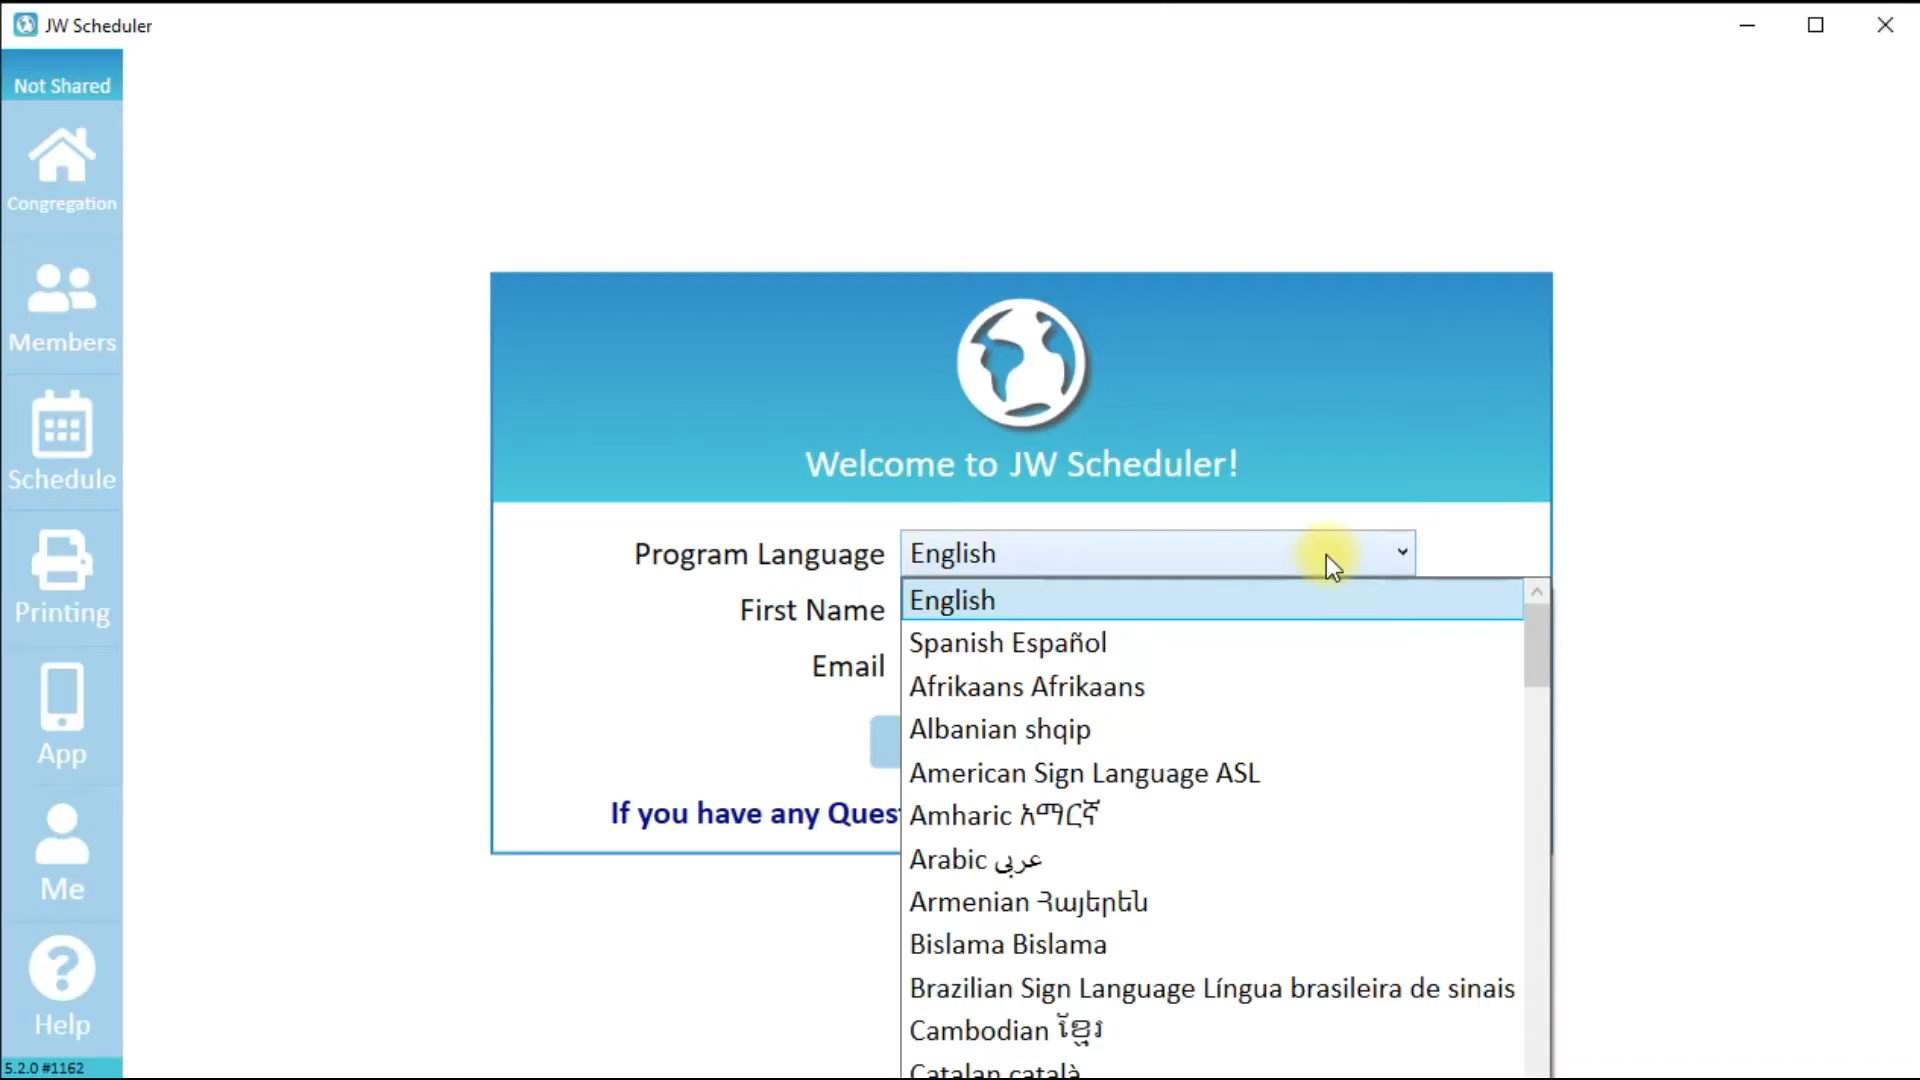 JW Scheduler
Not Shared
Congregation
Members
Schedule
Printing
App
Me
Help
5.2.0 #1162
Welcome to JW Scheduler!
Program Language English
First Name
Email
If you have any
English
Spanish Español
Afrikaans Afrikaans
Albanian shqip
American Sign Language ASL
Amharic አማርኛ
Arabic عربى
Armenian Հայերեն
Bislama Bislama
Brazilian Sign Language Língua brasileira de sinais
Cambodian ខ្មែរ
Catalan català